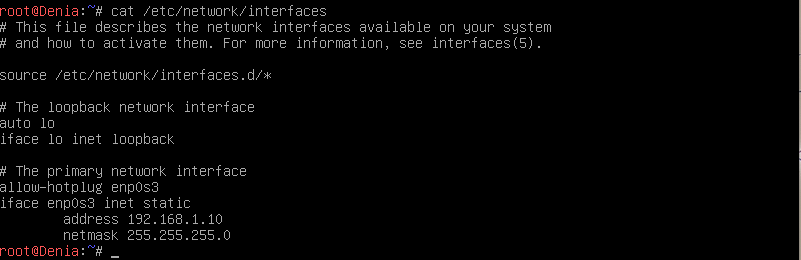 root@Denia:~# cat /etc/network/interfaces
# This file describes the network interfaces available on your system
# and how to activate them. For more information, see interfaces(5).
source /etc/network/interfaces.d/*
# The loopback network interface
auto lo
iface lo inet loopback
# The primary network interface
allow-hotplug enp0s3
iface enp0s3 inet static
        address 192.168.1.10
        netmask 255.255.255.0
root@Denia:~# _